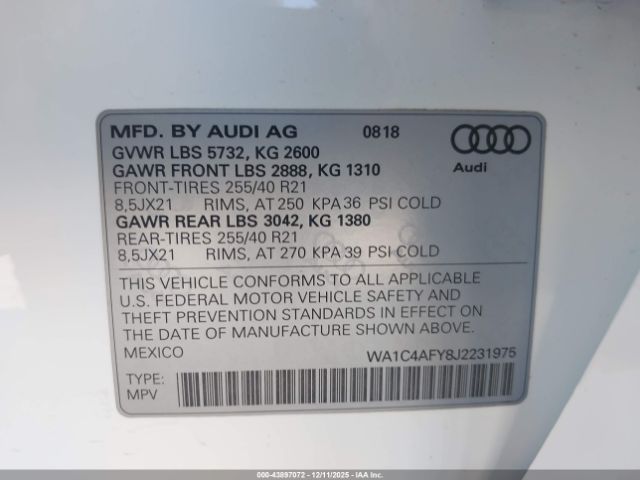 MFD. BY AUDI AG 0818
GVWR LBS 5732, KG 2600
GAWR FRONT LBS 2888, KG 1310
FRONT-TIRES 255/40 R21
8,5JX21 RIMS, AT 250 KPA 36 PSI COLD
GAWR REAR LBS 3042, KG 1380
REAR-TIRES 255/40 R21
8,5JX21 RIMS, AT 270 KPA 39 PSI COLD
Audi
THIS VEHICLE CONFORMS TO ALL APPLICABLE
U.S. FEDERAL MOTOR VEHICLE SAFETY AND
THEFT PREVENTION STANDARDS IN EFFECT ON
THE DATE OF MANUFACTURE SHOWN ABOVE.
MEXICO WA1C4AFY8J2231975
TYPE:
MPV
000-43897072 - 12/11/2025 - IAAI.COM